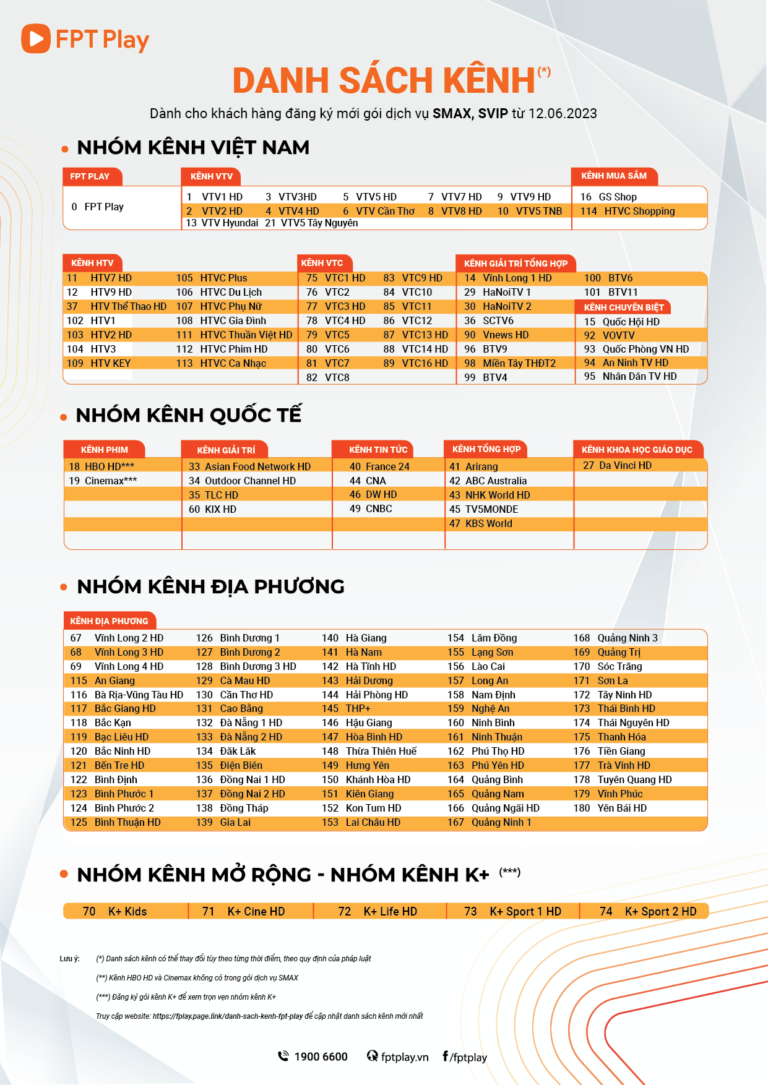 FPT Play
DANH SÁCH KÊNH(*)
Dành cho khách hàng đăng ký mới gói dịch vụ SMAX, SVIP từ 12.06.2023
NHÓM KÊNH VIỆT NAM
FPT PLAY
KÊNH VTV
KÊNH MUA SẮM
0 FPT Play
1 VTV1 HD 3 VTV3HD 5 VTV5 HD 7 VTV7 HD 9 VTV9 HD
2 VTV2 HD 4 VTV4 HD 6 VTV Cần Thơ 8 VTV8 HD 10 VTV5 TNB
13 VTV Hyundai 21 VTV5 Tây Nguyên
16 GS Shop
114 HTVC Shopping
KÊNH HTV
11 HTV7 HD 105 HTVC Plus
12 HTV9 HD 106 HTVC Du Lịch
37 HTV Thể Thao HD 107 HTVC Phụ Nữ
102 HTV1 108 HTVC Gia Đình
103 HTV2 HD 111 HTVC Thuần Việt HD
104 HTV3 112 HTVC Phim HD
109 HTV KEY 113 HTVC Ca Nhạc
KÊNH VTC
75 VTC1 HD 83 VTC9 HD
76 VTC2 84 VTC10
77 VTC3 HD 85 VTC11
78 VTC4 HD 86 VTC12
79 VTC5 87 VTC13 HD
80 VTC6 88 VTC14 HD
81 VTC7 89 VTC16 HD
82 VTC8
KÊNH GIẢI TRÍ TỔNG HỢP
14 Vĩnh Long 1 HD 100 BTV6
29 HaNoiTV 1 101 BTV11
30 HaNoiTV 2
36 SCTV6
90 Vnews HD
96 BTV9
98 Miền Tây THĐT2
99 BTV4
KÊNH CHUYÊN BIỆT
15 Quốc Hội HD
92 VOVTV
93 Quốc Phòng VN HD
94 An Ninh TV HD
95 Nhân Dân TV HD
NHÓM KÊNH QUỐC TẾ
KÊNH PHIM
18 HBO HD***
19 Cinemax***
KÊNH GIẢI TRÍ
33 Asian Food Network HD
34 Outdoor Channel HD
35 TLC HD
60 KIX HD
KÊNH TIN TỨC
40 France 24
44 CNA
46 DW HD
49 CNBC
KÊNH TỔNG HỢP
41 Arirang
42 ABC Australia
43 NHK World HD
45 TV5MONDE
47 KBS World
KÊNH KHOA HỌC GIÁO DỤC
27 Da Vinci HD
NHÓM KÊNH ĐỊA PHƯƠNG
KÊNH ĐỊA PHƯƠNG
67 Vĩnh Long 2 HD 126 Bình Dương 1 140 Hà Giang 154 Lâm Đồng 168 Quảng Ninh 3
68 Vĩnh Long 3 HD 127 Bình Dương 2 141 Hà Nam 155 Lạng Sơn 169 Quảng Trị
69 Vĩnh Long 4 HD 128 Bình Dương 3 HD 142 Hà Tĩnh HD 156 Lào Cai 170 Sóc Trăng
115 An Giang 129 Cà Mau HD 143 Hải Dương 157 Long An 171 Sơn La
116 Bà Rịa-Vũng Tàu HD 130 Cần Thơ HD 144 Hải Phòng HD 158 Nam Định 172 Tây Ninh HD
117 Bắc Giang HD 131 Cao Bằng 145 THP+ 159 Nghệ An 173 Thái Bình HD
118 Bắc Kạn 132 Đà Nẵng 1 HD 146 Hậu Giang 160 Ninh Bình 174 Thái Nguyên HD
119 Bạc Liêu HD 133 Đà Nẵng 2 HD 147 Hòa Bình HD 161 Ninh Thuận 175 Thanh Hóa
120 Bắc Ninh HD 134 Đăk Lăk 148 Thừa Thiên Huế 162 Phú Thọ HD 176 Tiền Giang
121 Bến Tre HD 135 Điện Biên 149 Hưng Yên 163 Phú Yên HD 177 Trà Vinh HD
122 Bình Định 136 Đồng Nai 1 HD 150 Khánh Hòa HD 164 Quảng Bình 178 Tuyên Quang HD
123 Bình Phước 1 137 Đồng Nai 2 HD 151 Kiên Giang 165 Quảng Nam 179 Vĩnh Phúc
124 Bình Phước 2 138 Đồng Tháp 152 Kon Tum HD 166 Quảng Ngãi HD 180 Yên Bái HD
125 Bình Thuận HD 139 Gia Lai 153 Lai Châu HD 167 Quảng Ninh 1
NHÓM KÊNH MỞ RỘNG - NHÓM KÊNH K+ (***)
70 K+ Kids 71 K+ Cine HD 72 K+ Life HD 73 K+ Sport 1 HD 74 K+ Sport 2 HD
Lưu ý: (*) Danh sách kênh có thể thay đổi tùy theo từng thời điểm, theo quy định của pháp luật
(**) Kênh HBO HD và Cinemax không có trong gói dịch vụ SMAX
(***) Đăng ký gói kênh K+ để xem trọn vẹn nhóm kênh K+
Truy cập website: https://fplay.page.link/danh-sach-kenh-fpt-play để cập nhật danh sách kênh mới nhất
1900 6600 fptplay.vn f/fptplay